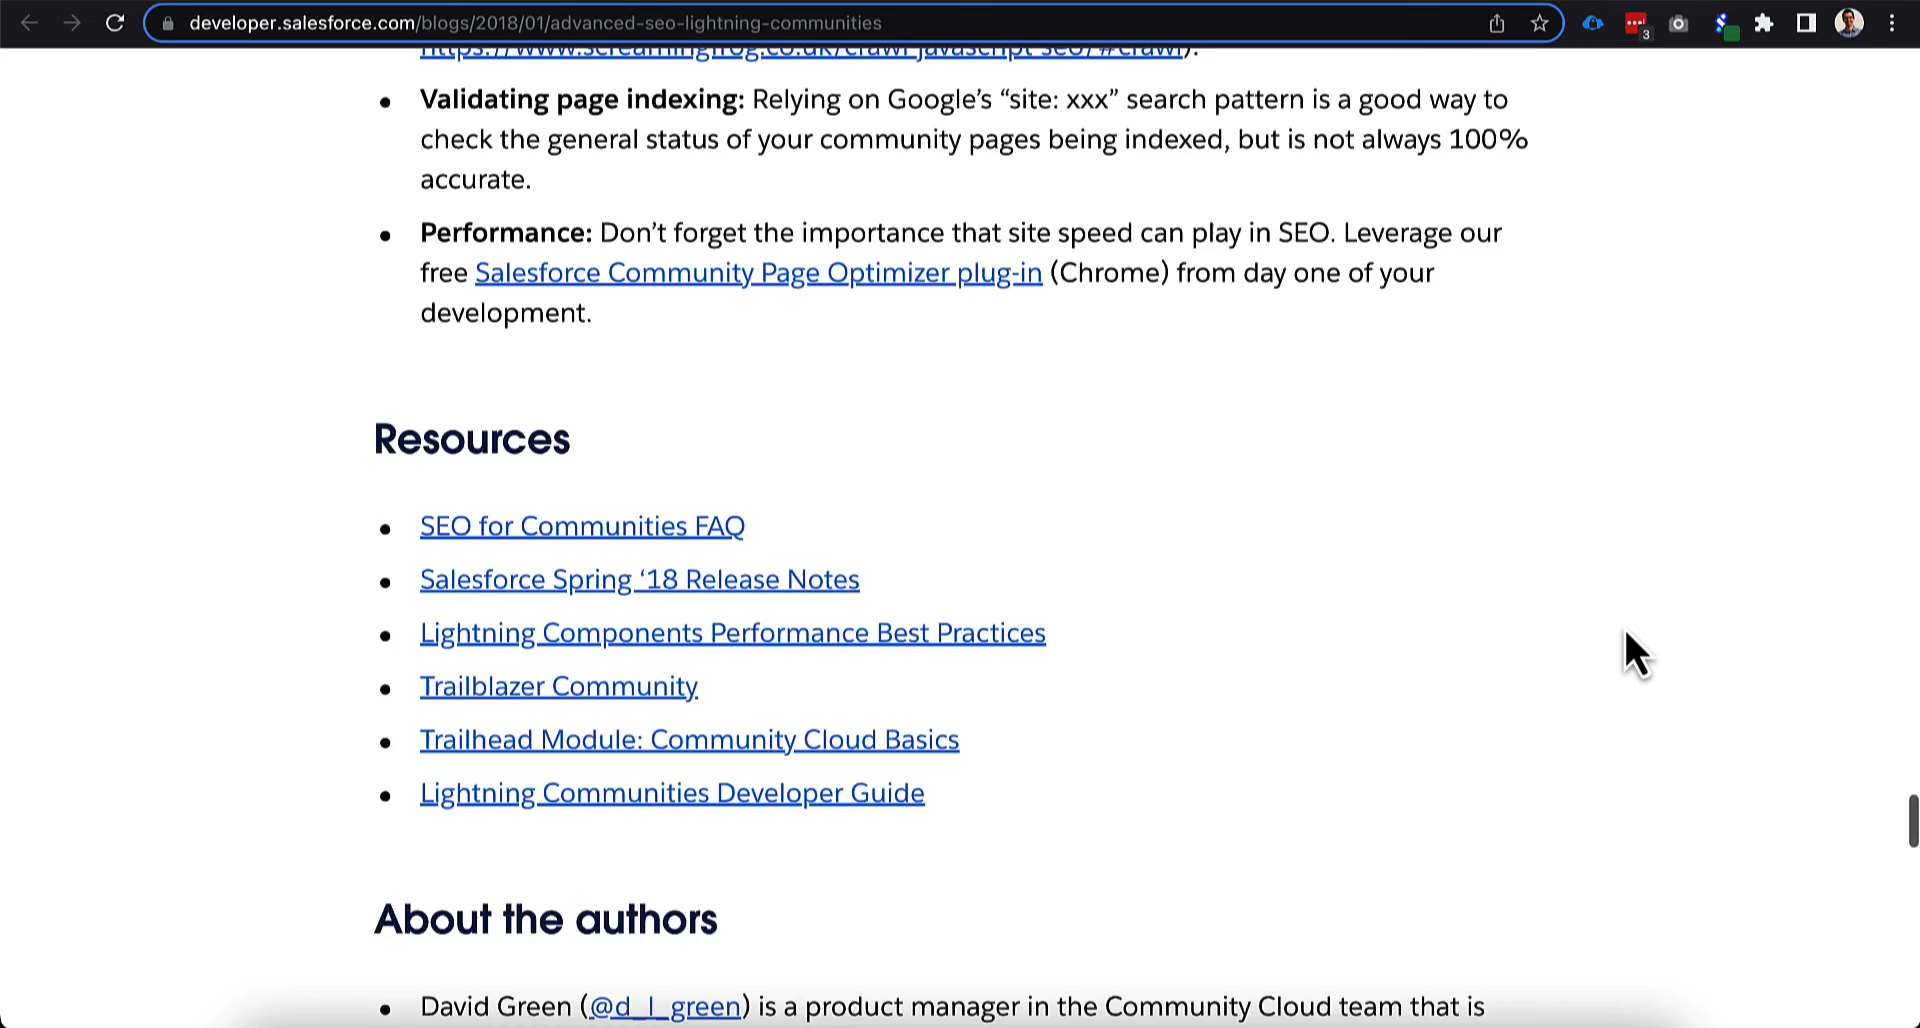 developer.salesforce.com/blogs/2018/01/advanced-seo-lightning-communities
3
https://www.screamingfrog.co.uk/crawl-javascript-seo/#crawl).
• Validating page indexing: Relying on Google’s “site: xxx” search pattern is a good way to
check the general status of your community pages being indexed, but is not always 100%
accurate.
• Performance: Don’t forget the importance that site speed can play in SEO. Leverage our
free Salesforce Community Page Optimizer plug-in (Chrome) from day one of your
development.
Resources
• SEO for Communities FAQ
• Salesforce Spring ‘18 Release Notes
• Lightning Components Performance Best Practices
• Trailblazer Community
• Trailhead Module: Community Cloud Basics
• Lightning Communities Developer Guide
About the authors
• David Green (@d_l_green) is a product manager in the Community Cloud team that is